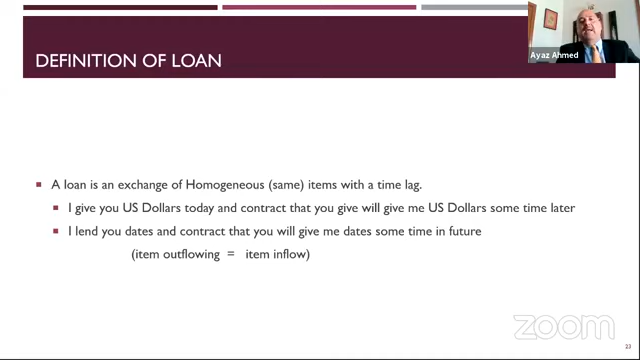 DEFINITION OF LOAN
Ayaz Ahmed
A loan is an exchange of Homogeneous (same) items with a time lag.
I give you US Dollars today and contract that you give will give me US Dollars some time later
I lend you dates and contract that you will give me dates some time in future
(item outflowing = item inflow)
zoom
23